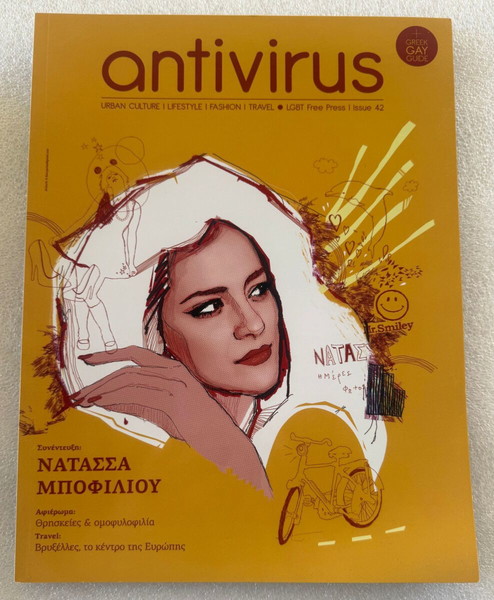 +
GREEK
GAY
GUIDE
antivirus
URBAN CULTURE | LIFESTYLE | FASHION | TRAVEL ● LGBT Free Press | Issue 42
Mr.Smiley
ΝΑΤΑΣ
ημέρες
Συνέντευξη:
ΝΑΤΑΣΣΑ
ΜΠΟΦΙΛΙΟΥ
Αφιέρωμα:
Θρησκείες & ομοφυλοφιλία
Travel:
Βρυξέλλες, το κέντρο της Ευρώπης